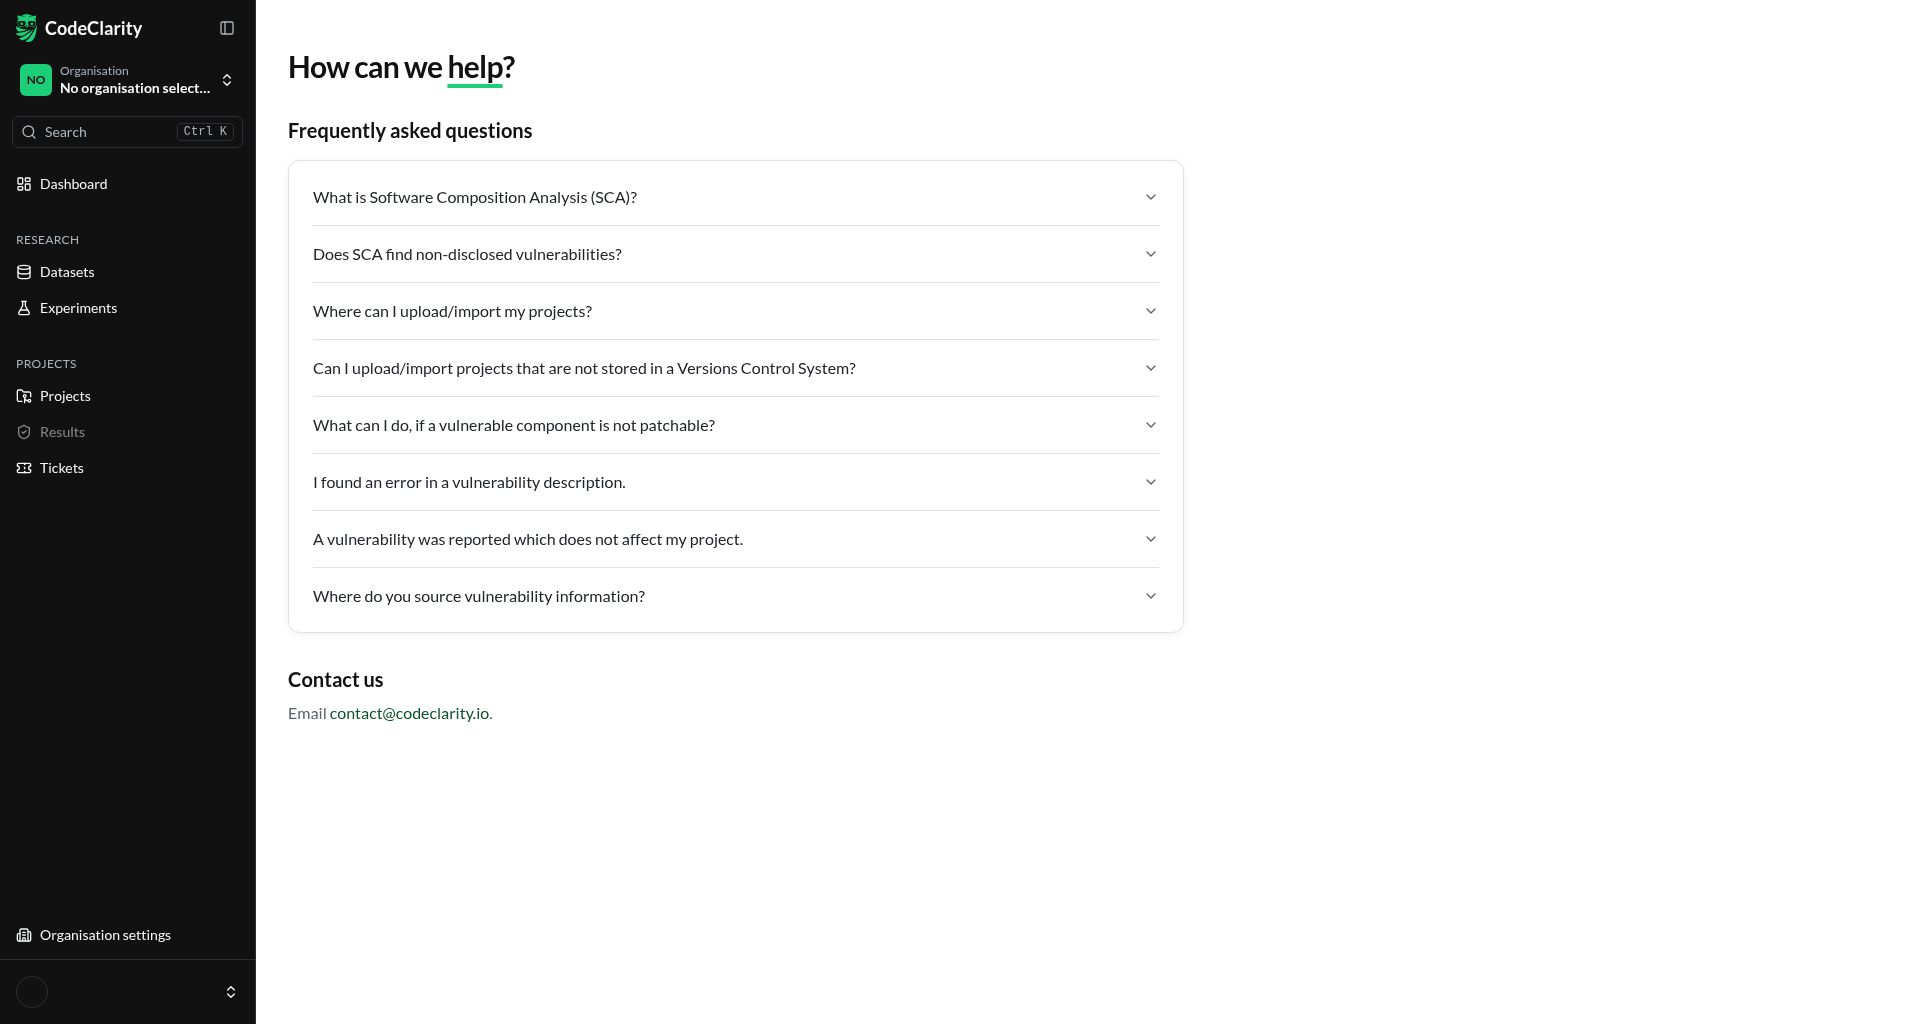 CodeClarity
NO
Organisation
No organisation select...
Search
Ctrl K
Dashboard
RESEARCH
Datasets
Experiments
PROJECTS
Projects
Results
Tickets
Organisation settings
How can we help?
Frequently asked questions
What is Software Composition Analysis (SCA)?
Does SCA find non-disclosed vulnerabilities?
Where can I upload/import my projects?
Can I upload/import projects that are not stored in a Versions Control System?
What can I do, if a vulnerable component is not patchable?
I found an error in a vulnerability description.
A vulnerability was reported which does not affect my project.
Where do you source vulnerability information?
Contact us
Email contact@codeclarity.io.